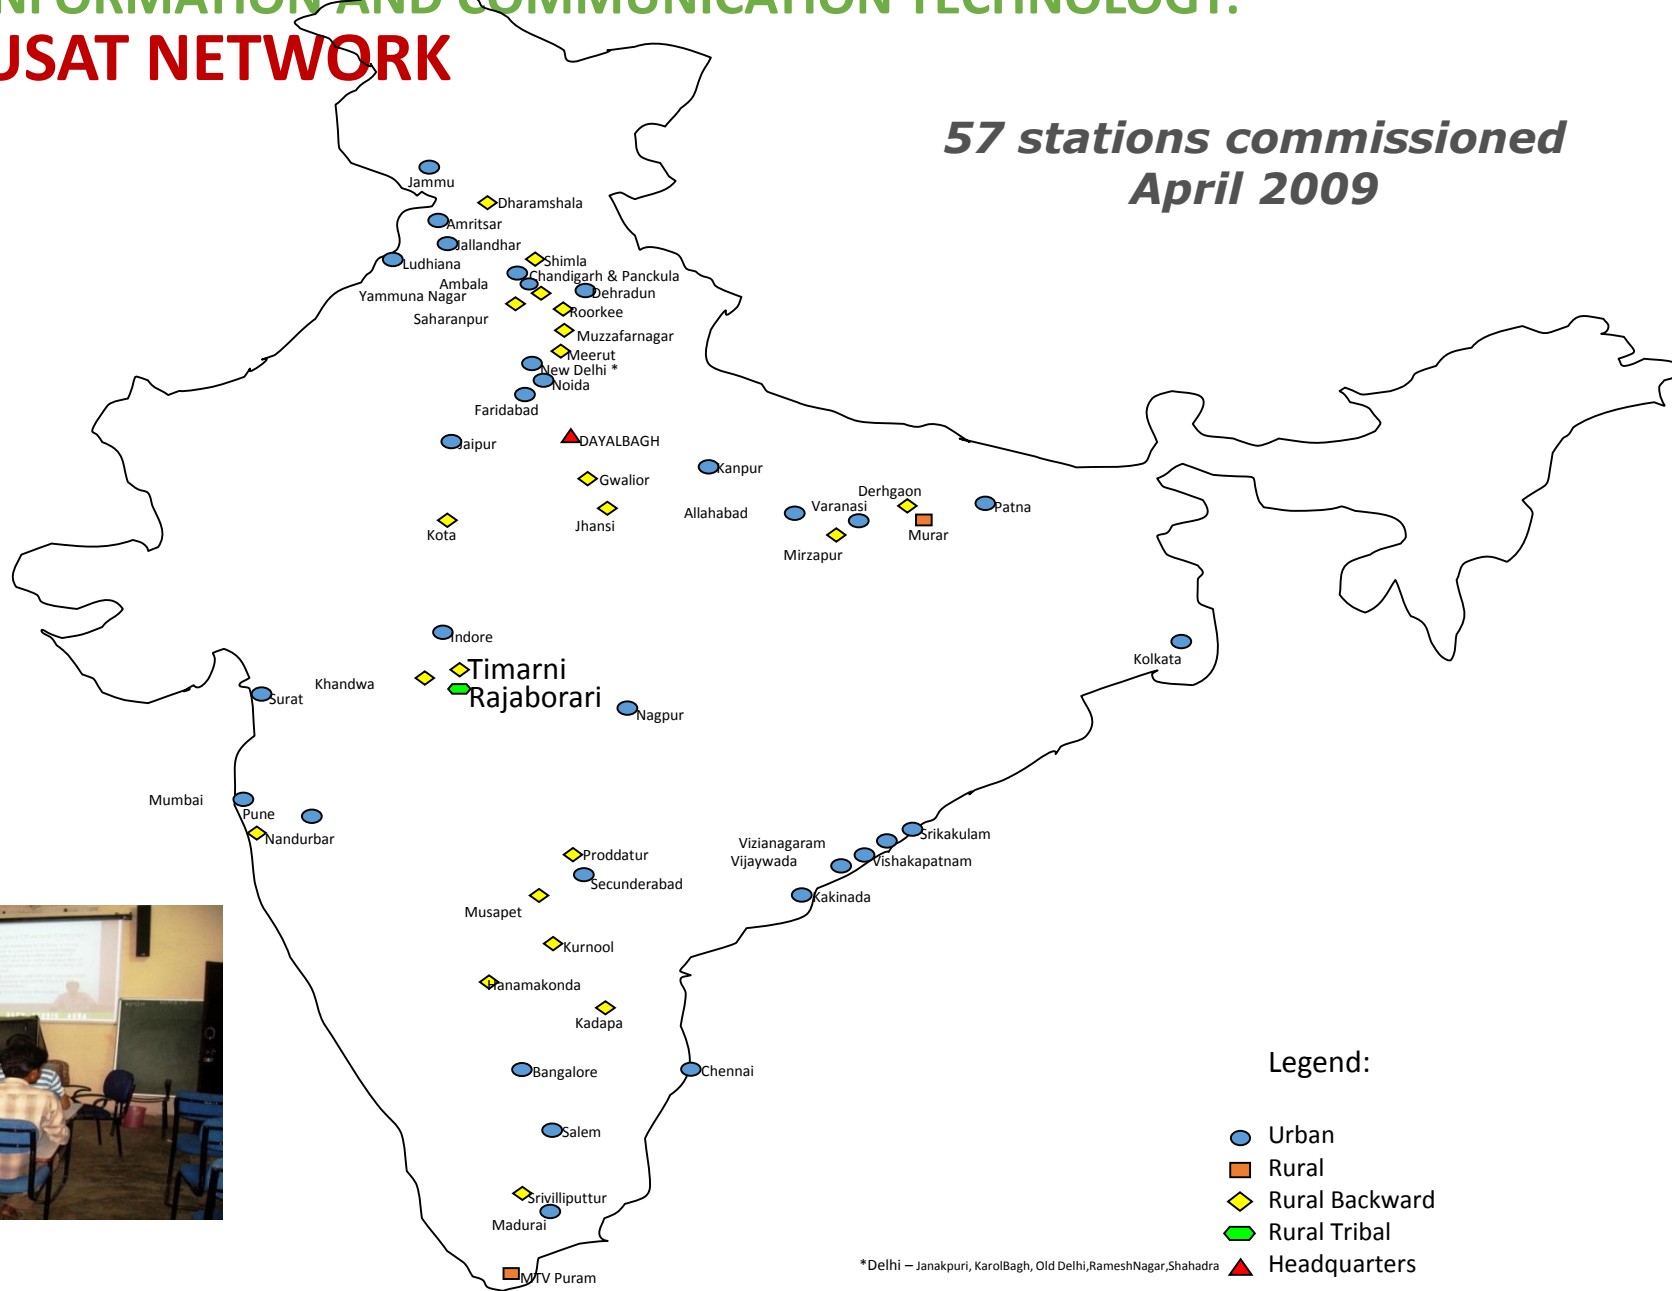 NFORMATION AND COMMUNICATION TECHNOLOGY:
USAT NETWORK
57 stations commissioned
April 2009
Jammu
Dharamshala
Amritsar
Jallandhar
Ludhiana
Shimla
Chandigarh & Panckula
Ambala
Dehradun
Yammuna Nagar
Roorkee
Saharanpur
Muzzafarnagar
Meerut
New Delhi *
Noida
Faridabad
Jaipur
DAYALBAGH
Kanpur
Gwalior
Derhgaon
Allahabad
Varanasi
Patna
Jhansi
Kota
Murar
Mirzapur
Indore
Kolkata
Timarni
Khandwa
Rajaborari
Surat
Nagpur
Mumbai
Pune
Nandurbar
Srikakulam
Vizianagaram
Proddatur
Vijaywada
Vishakapatnam
Secunderabad
Kakinada
Musapet
Kurnool
Hanamakonda
Kadapa
Bangalore
Chennai
Salem
Srivilliputtur
Madurai
MTV Puram
Legend:
Urban
Rural
Rural Backward
Rural Tribal
Headquarters
*Delhi – Janakpuri, KarolBagh, Old Delhi,RameshNagar,Shahadra